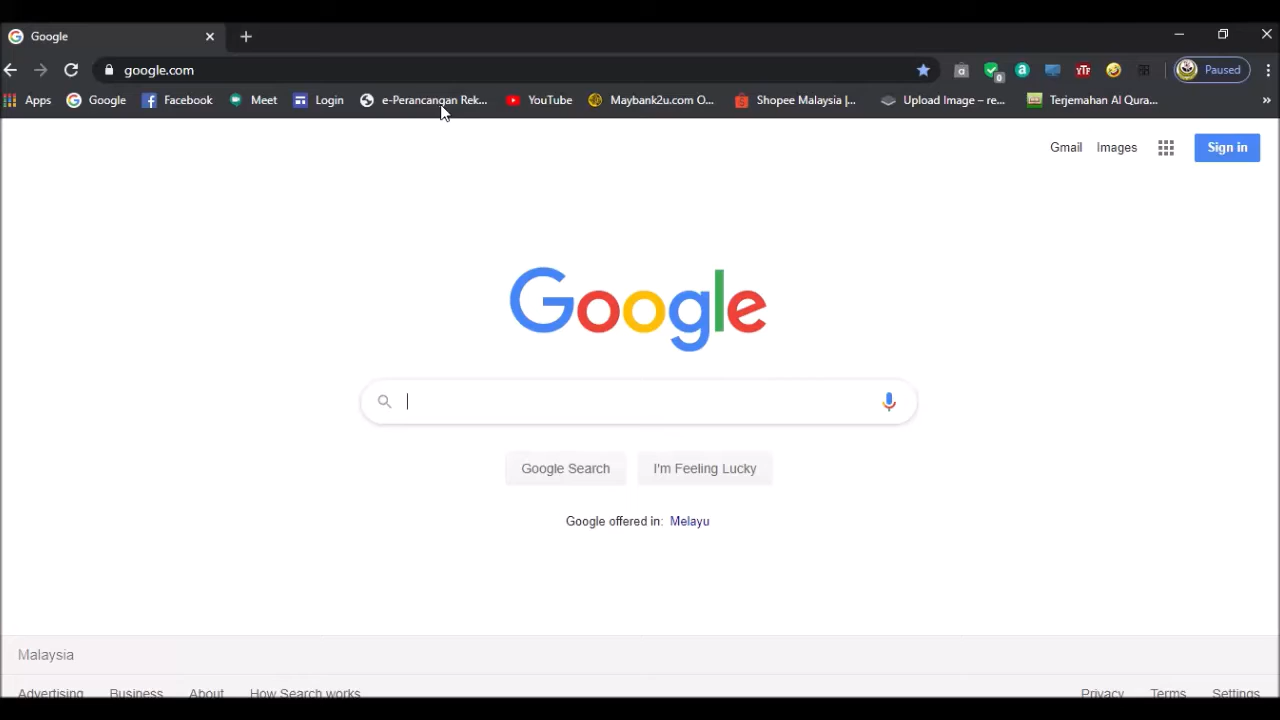 Google
google.com
Paused
Apps Google Facebook Meet Login e-Perancangan Rek... YouTube Maybank2u.com O... Shopee Malaysia |... Upload Image – re... Terjemahan Al Qura... »
Gmail Images Sign in
Google
Google Search I'm Feeling Lucky
Google offered in: Melayu
Malaysia
Advertising Business About How Search works Privacy Terms Settings